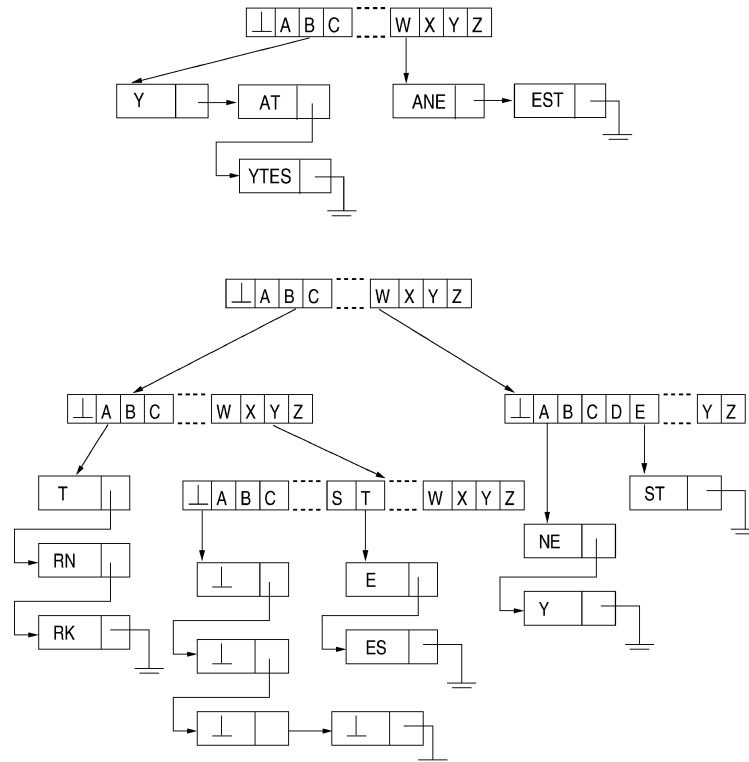 ⊥ A B C W X Y Z
Y AT ANE EST
YTES
⊥ A B C W X Y Z
⊥ A B C W X Y Z ⊥ A B C D E Y Z
T ⊥ A B C S T W X Y Z ST
RN ⊥ E NE
RK ⊥ ES Y
⊥ ⊥